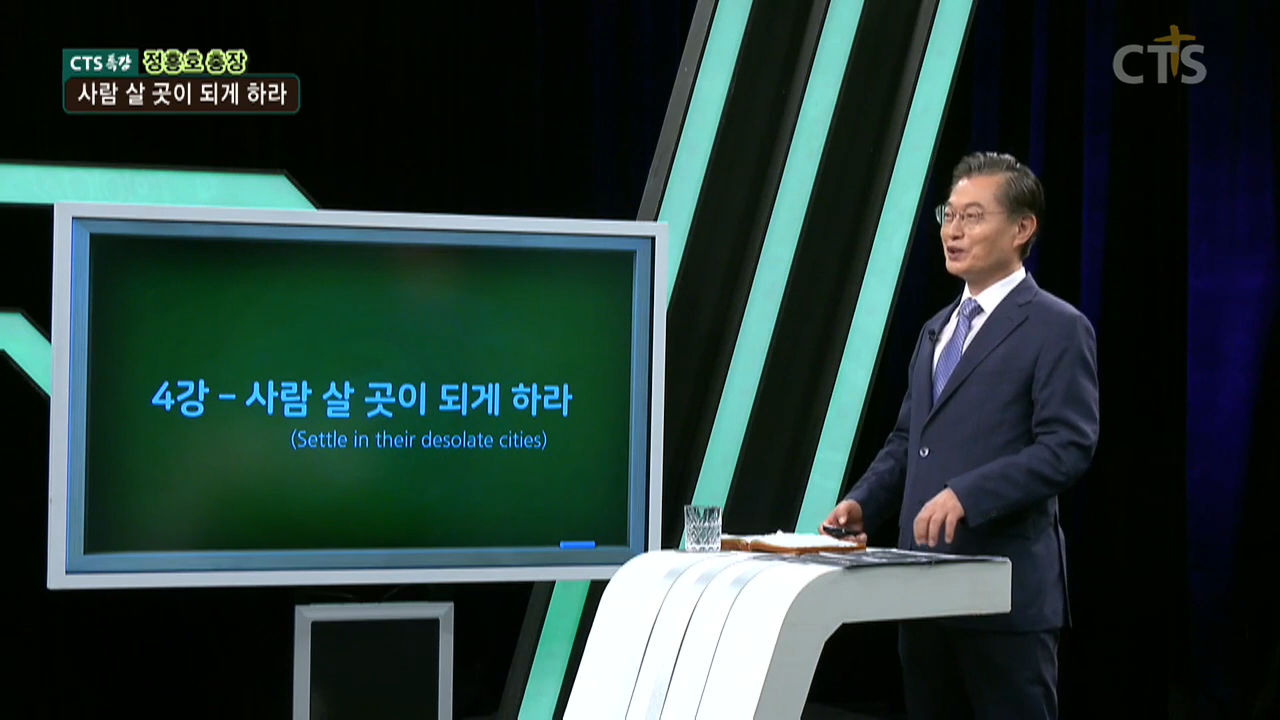 CTS 특강 정흥호 총장
사람 살 곳이 되게 하라
CTS
4강 - 사람 살 곳이 되게 하라
(Settle in their desolate cities)